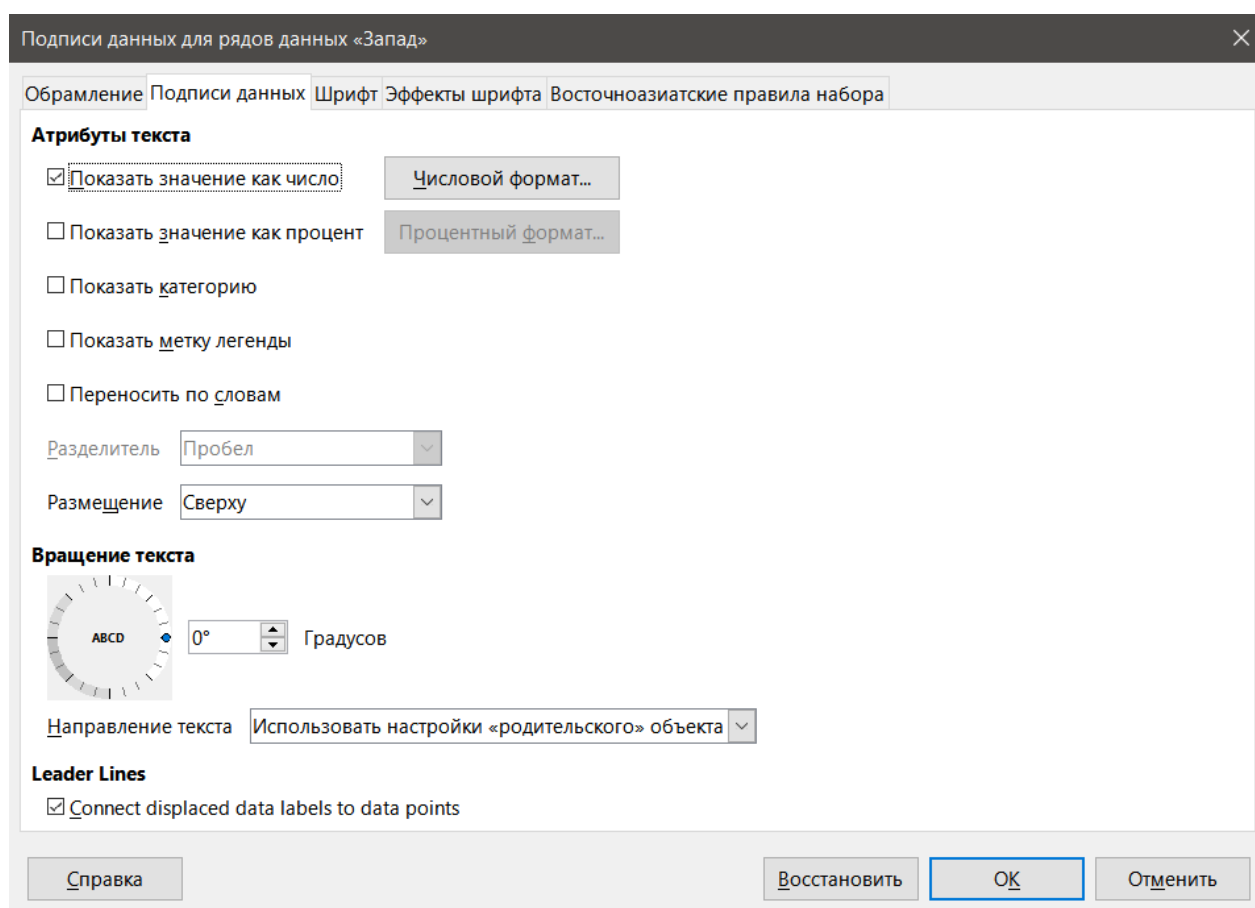 Подписи данных для рядов данных «Запад»
Обрамление Подписи данных Шрифт Эффекты шрифта Восточноазиатские правила набора
Атрибуты текста
Показать значение как число Числовой формат...
Показать значение как процент Процентный формат...
Показать категорию
Показать метку легенды
Переносить по словам
Разделитель Пробел
Размещение Сверху
Вращение текста
ABCD 0° Градусов
Направление текста Использовать настройки «родительского» объекта
Leader Lines
Connect displaced data labels to data points
Справка Восстановить OK Отменить